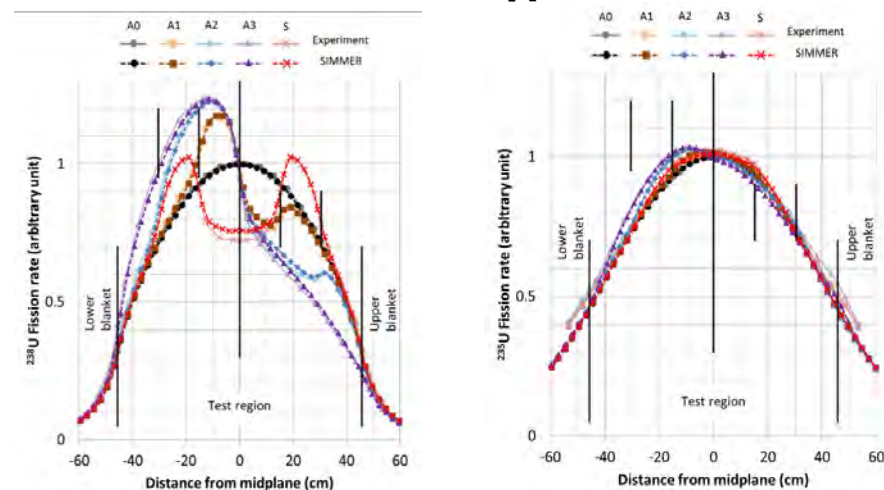 A0 A1 A2 A3 S
Experiment
SIMMER
238U Fission rate (arbitrary unit)
1
0.5
0
Lower
blanket
Upper
blanket
Test region
-60 -40 -20 0 20 40 60
Distance from midplane (cm)
A0 A1 A2 A3 S
Experiment
SIMMER
235U Fission rate (arbitrary unit)
1
0.5
0
Lower
blanket
Upper
blanket
Test region
-60 -40 -20 0 20 40 60
Distance from midplane (cm)